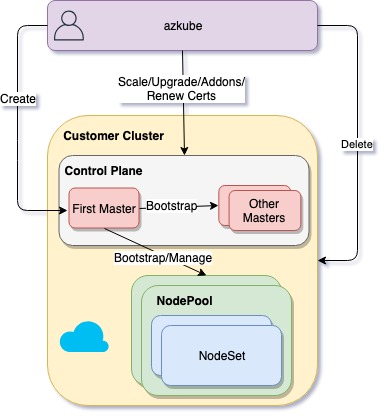 azkube
Create
Scale/Upgrade/Addons/
Renew Certs
Delete
Customer Cluster
Control Plane
First Master
Bootstrap
Other
Masters
Bootstrap/Manage
NodePool
NodeSet